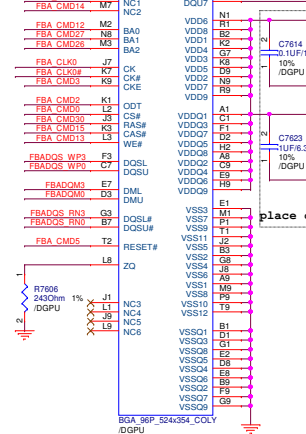 FBA CMD14 M7 NC1 DQU7
NC2
FBA CMD12 M2 BA0 VDD6 N1
FBA CMD27 N8 BA1 VDD8 R1
FBA CMD26 M3 BA2 VDD1 B2
VDD4 K2
VDD2 G7
FBA CLK0 J7 CK VDD5 K8
FBA CLK0# K7 CK# VDD2 D9
FBA CMD3 K9 CKE VDD7 N9
VDD9 R9
C7614
0.1UF/1
10%
/DGPU
FBA CMD2 K1 ODT VDDQ1 A1
FBA CMD0 L2 CS# VDDQ3 C1
FBA CMD30 J3 RAS# VDDQ7 F1
FBA CMD15 K3 CAS# VDDQ5 D2
FBA CMD13 L3 WE# VDDQ8 H2
VDDQ2 A8
FBADQS WP3 F3 DQSL VDDQ4 C9
FBADQS WP0 C7 DQSU VDDQ6 E9
VDDQ9 H9
C7623
1UF/6.3
10%
/DGPU
FBADQM3 E7 DML
FBADQM0 D3 DMU
VSS3 E1
VSS7 M1
FBADQS RN3 G3 DQSL# VSS9 P1
FBADQS RN0 B7 DQSU# VSS11 T1
FBA CMD5 T2 RESET# VSS5 J2
VSS2 B3
L8 ZQ VSS4 G8
VSS6 J8
VSS1 A9
VSS8 M9
VSS10 P9
VSS12 T9
place
R7606
243Ohm 1%
/DGPU
J1 NC3
L1 NC4
J9 NC5
L9 NC6
VSSQ1 B1
VSSQ3 D1
VSSQ8 G1
VSSQ5 E2
VSSQ4 D8
VSSQ6 E8
VSSQ2 B9
VSSQ7 F9
VSSQ9 G9
BGA_96P_524x354_COLY
/DGPU